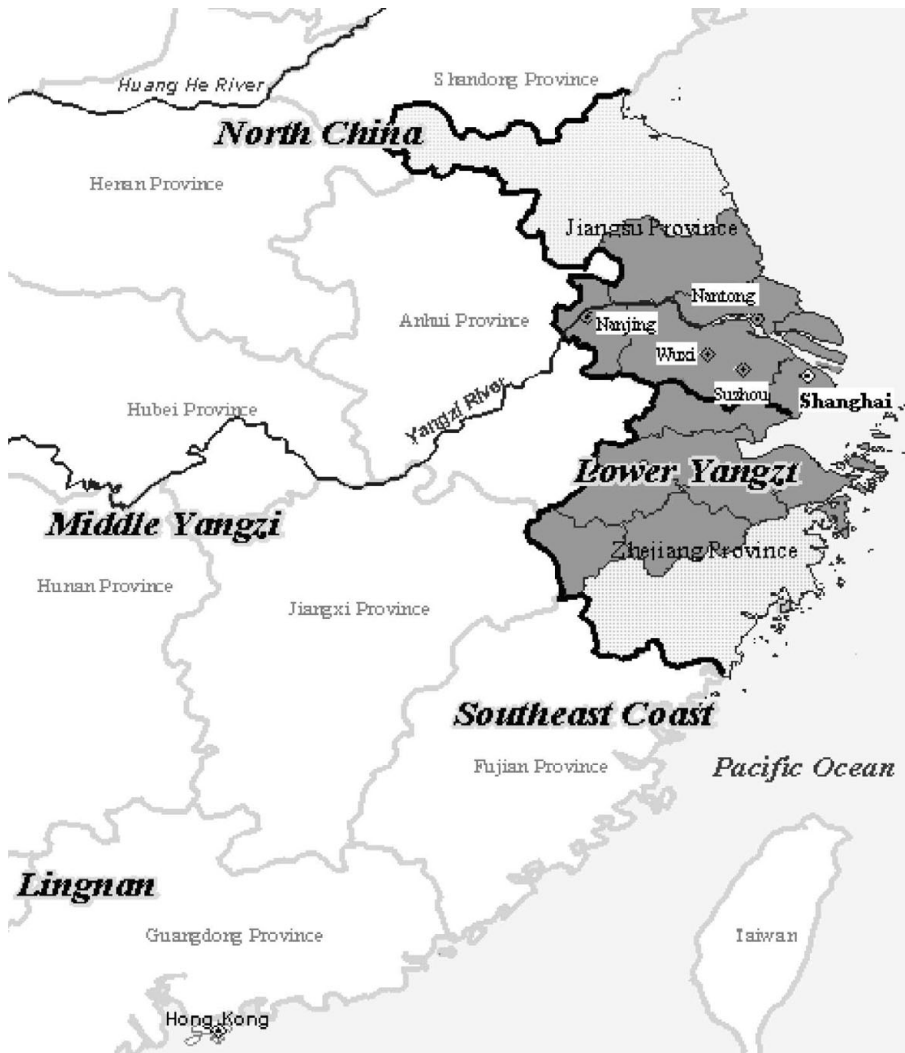 Shandong Province
Huang He River
North China
Henan Province
Jiangsu Province
Nantong
Anhui Province
Nanjing
Wuxi
Suzhou
Shanghai
Hubei Province
Yangzi River
Lower Yangzt
Middle Yangzi
Zhejiang Province
Hunan Province
Jiangxi Province
Southeast Coast
Fujian Province
Pacific Ocean
Lingnan
Guangdong Province
Taiwan
Hong Kong